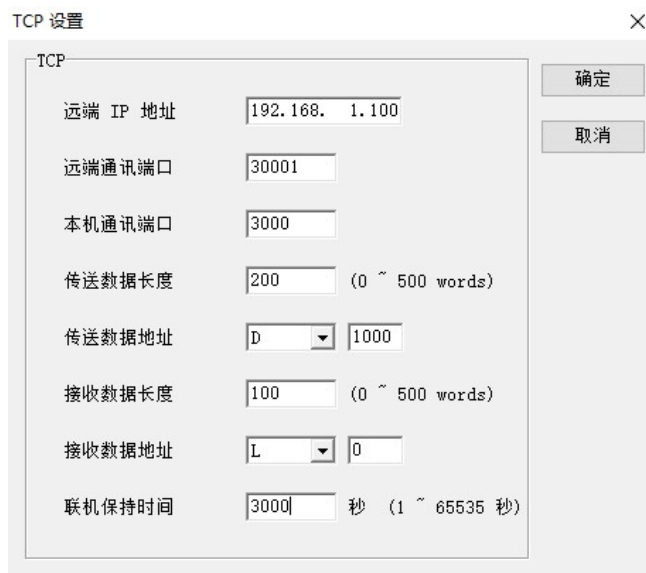 TCP 设置
TCP
确定
远端 IP 地址 192.168. 1.100
取消
远端通讯端口 30001
本机通讯端口 3000
传送数据长度 200 (0 ~ 500 words)
传送数据地址 D 1000
接收数据长度 100 (0 ~ 500 words)
接收数据地址 L 0
联机保持时间 3000 秒 (1 ~ 65535 秒)